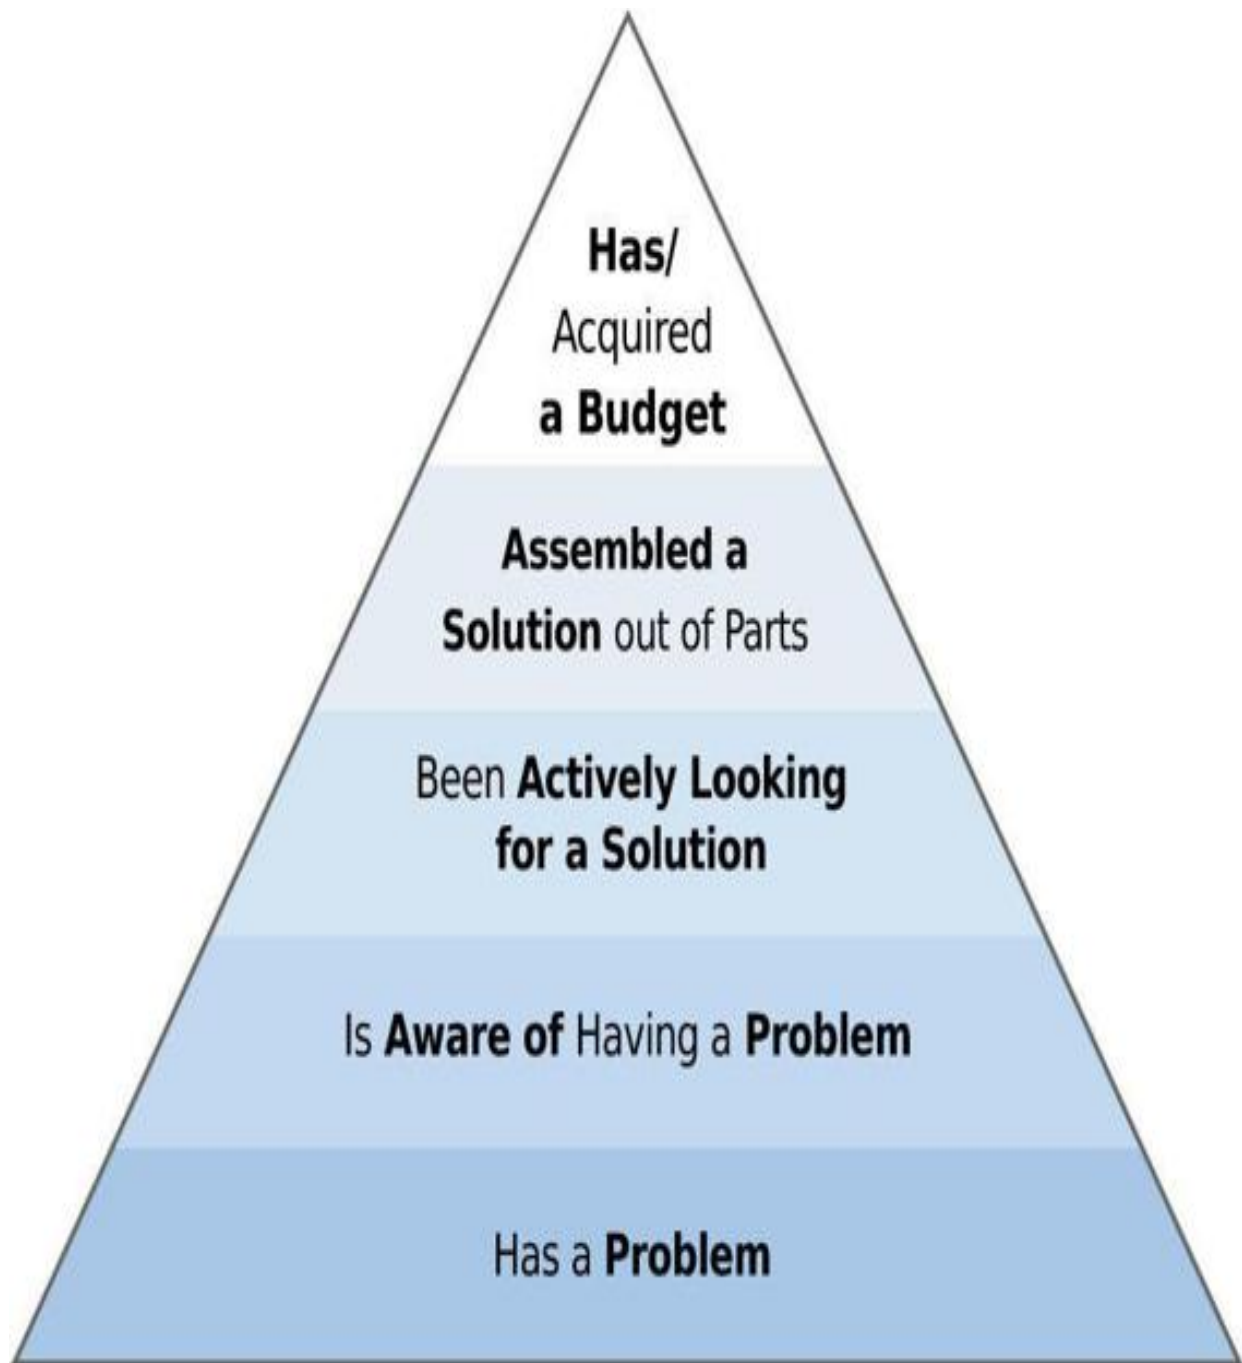 Has/
Acquired
a Budget
Assembled a
Solution out of Parts
Been Actively Looking
for a Solution
Is Aware of Having a Problem
Has a Problem